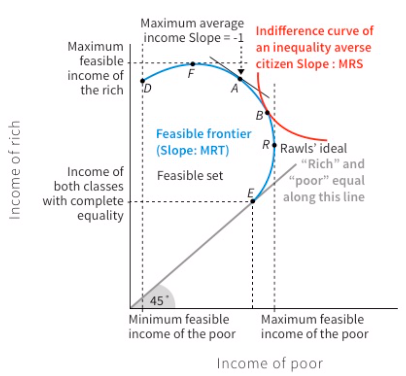 Maximum average
income Slope = -1
Indifference curve of
an inequality averse
citizen Slope : MRS
Maximum
feasible
income of
the rich
D
F
A
B
Feasible frontier
(Slope: MRT)
Feasible set
R
Rawls' ideal
"Rich" and
"poor" equal
along this line
Income of rich
Income of
both classes
with complete
equality
E
45°
Minimum feasible
income of the poor
Maximum feasible
income of the poor
Income of poor